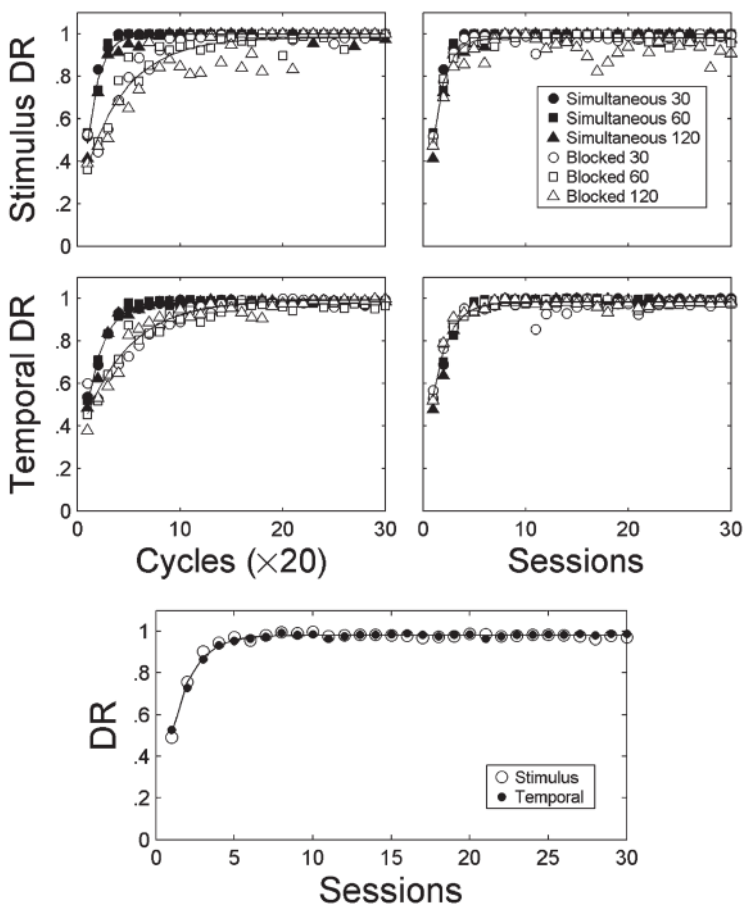 Stimulus DR
1
.8
.6
.4
.2
0
Simultaneous 30
Simultaneous 60
Simultaneous 120
Blocked 30
Blocked 60
Blocked 120
Temporal DR
1
.8
.6
.4
.2
0
0 10 20 30
Cycles (×20)
0 10 20 30
Sessions
DR
1
.8
.6
.4
.2
0
Stimulus
Temporal
0 5 10 15 20 25 30
Sessions